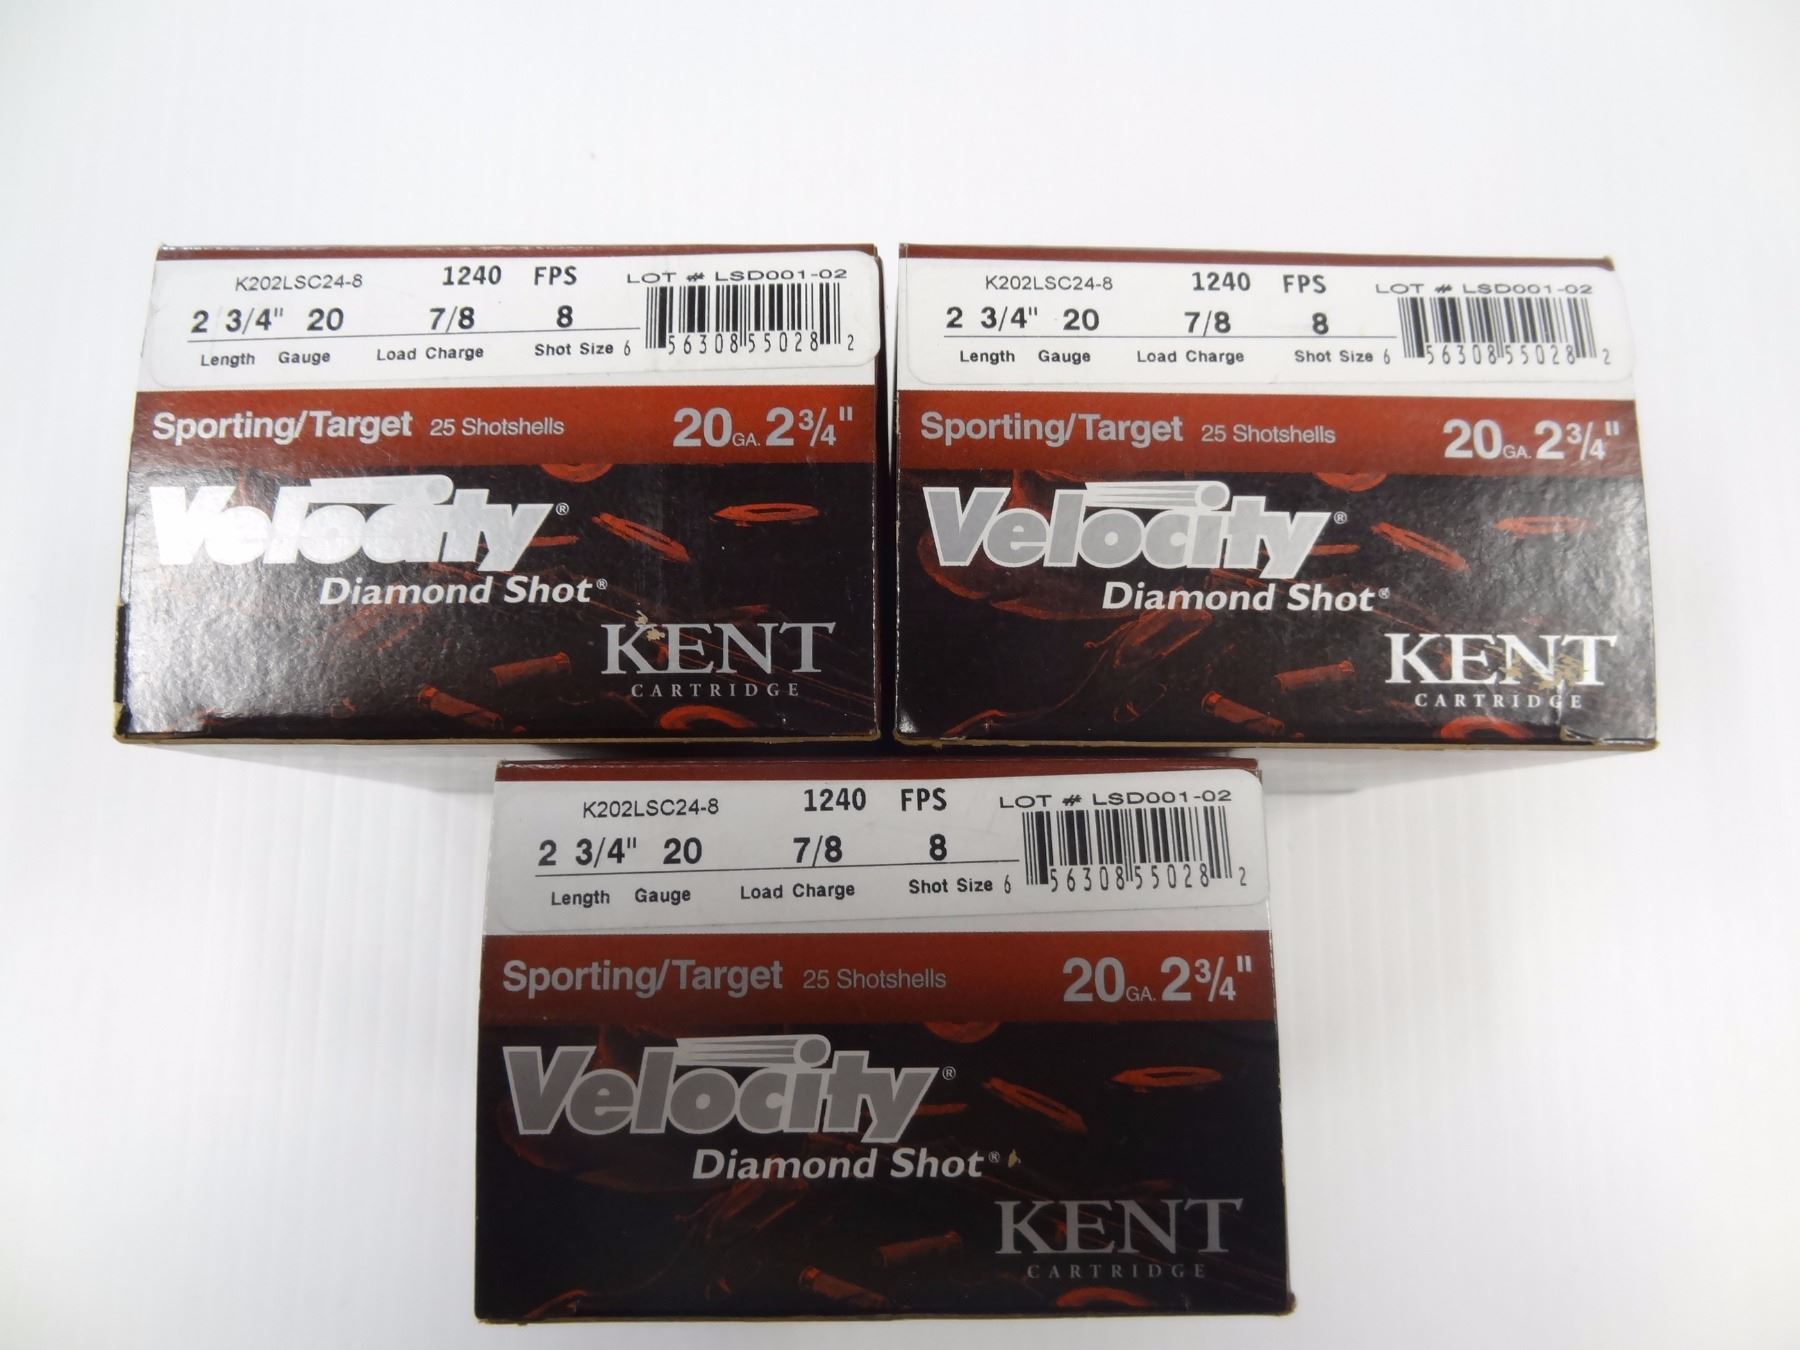 K202LSC24-8 1240 FPS LOT # LSD001-02
2 3/4" 20 7/8 8
Length Gauge Load Charge Shot Size 6 56308 55028 2
Sporting/Target 25 Shotshells 20GA. 2 3/4"
Velocity®
Diamond Shot®
KENT
CARTRIDGE
K202LSC24-8 1240 FPS LOT # LSD001-02
2 3/4" 20 7/8 8
Length Gauge Load Charge Shot Size 6 56308 55028 2
Sporting/Target 25 Shotshells 20GA. 2 3/4"
Velocity®
Diamond Shot®
KENT
CARTRIDGE
K202LSC24-8 1240 FPS LOT # LSD001-02
2 3/4" 20 7/8 8
Length Gauge Load Charge Shot Size 6 56308 55028 2
Sporting/Target 25 Shotshells 20GA. 2 3/4"
Velocity®
Diamond Shot®
KENT
CARTRIDGE